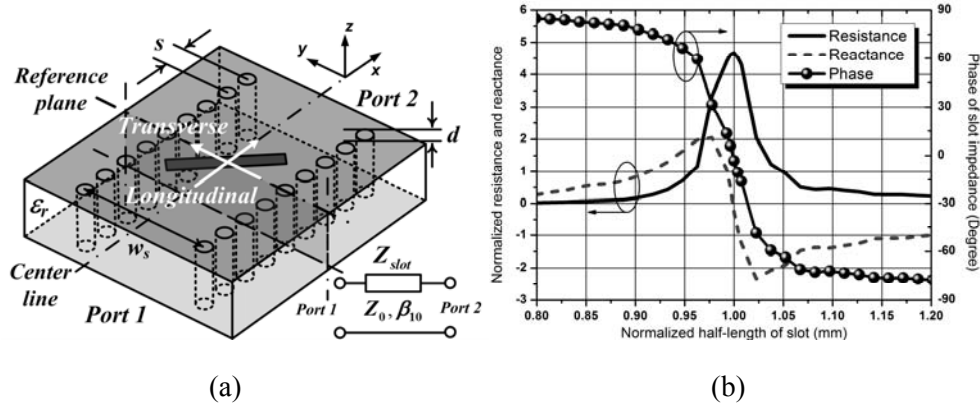 z
y
x
s
Reference
plane
Port 2
Transverse
d
Longitudinal
εr
ws
Center
line
Port 1
Zslot
Port 1
Port 2
Z0, β10
(a)
Normalized resistance and reactance
6
5
4
3
2
1
0
-1
-2
-3
Resistance
Reactance
Phase
90
60
30
0
-30
-60
-90
Phase of slot impedance (Degree)
0.80 0.85 0.90 0.95 1.00 1.05 1.10 1.15 1.20
Normalized half-length of slot (mm)
(b)